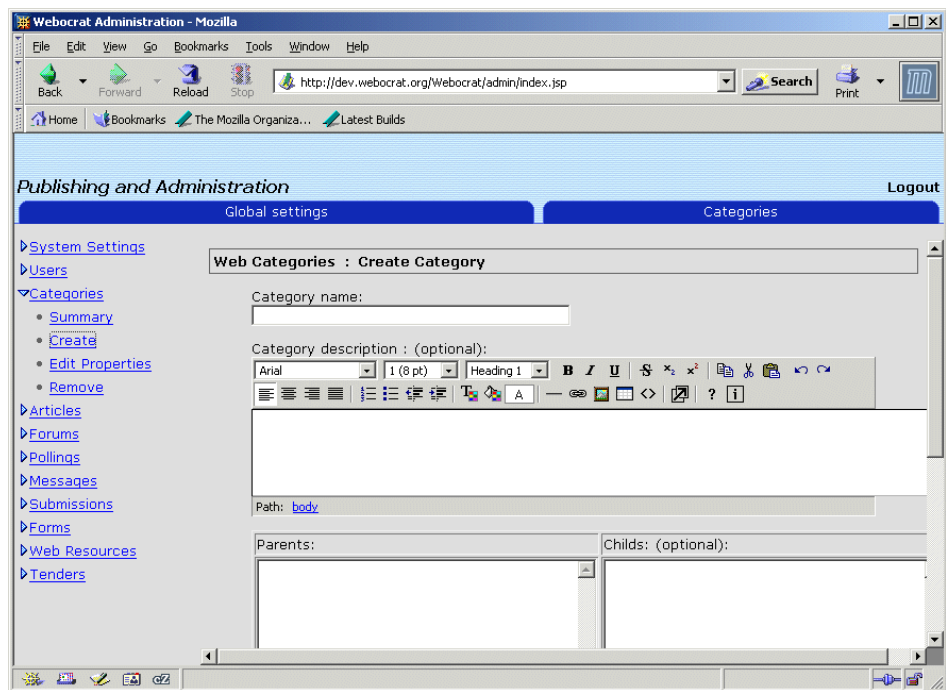 Webocrat Administration - Mozilla
File Edit View Go Bookmarks Tools Window Help
Back Forward Reload Stop http://dev.webocrat.org/Webocrat/admin/index.jsp Search Print
Home Bookmarks The Mozilla Organiza... Latest Builds
Publishing and Administration Logout
Global settings Categories
System Settings
Users
Categories
Summary
Create
Edit Properties
Remove
Articles
Forums
Pollings
Messages
Submissions
Forms
Web Resources
Tenders
Web Categories : Create Category
Category name:
Category description : (optional):
Arial 1 (8 pt) Heading 1 B I U S x₂ x²
A ? i
Path: body
Parents: Childs: (optional):